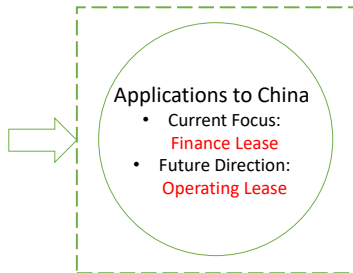 Applications to China
• Current Focus:
Finance Lease
• Future Direction:
Operating Lease